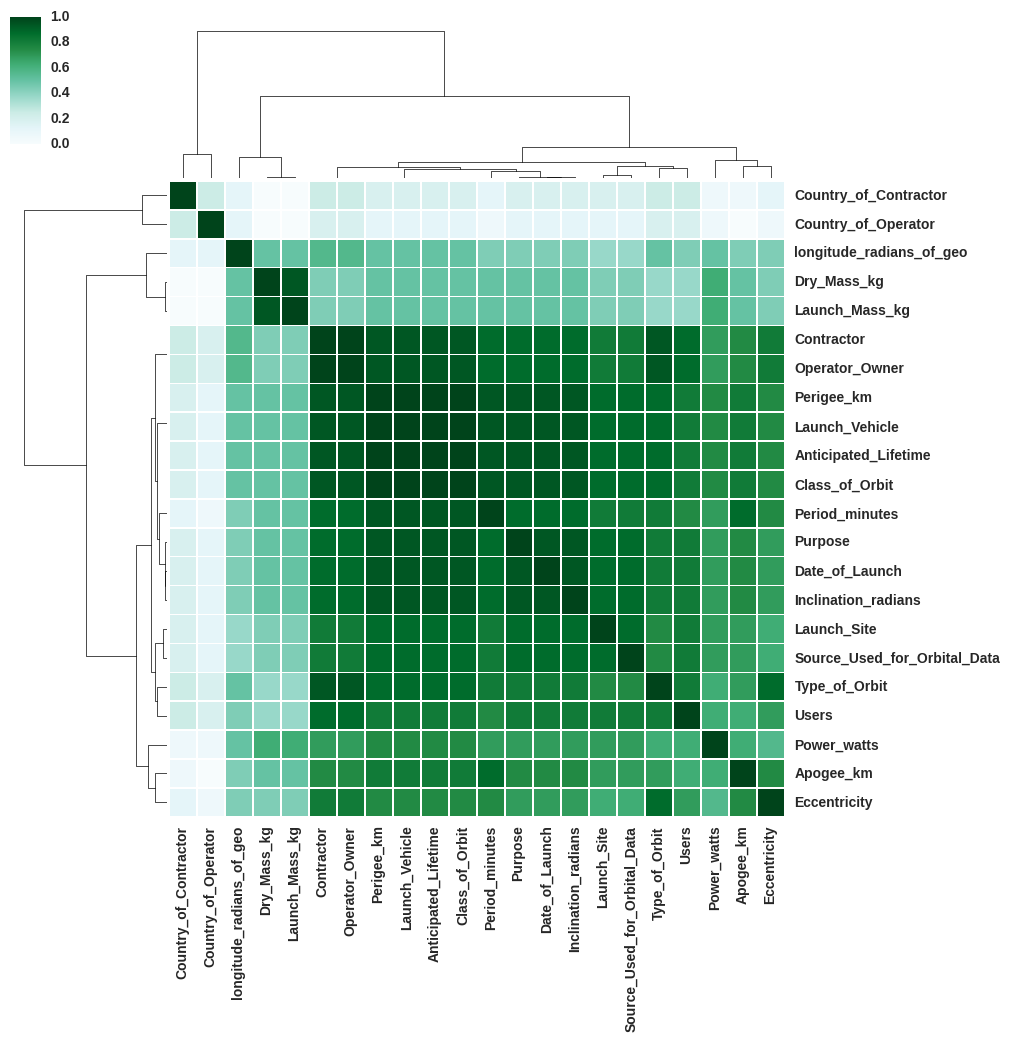 1.0
0.8
0.6
0.4
0.2
0.0
Country_of_Contractor
Country_of_Operator
longitude_radians_of_geo
Dry_Mass_kg
Launch_Mass_kg
Contractor
Operator_Owner
Perigee_km
Launch_Vehicle
Anticipated_Lifetime
Class_of_Orbit
Period_minutes
Purpose
Date_of_Launch
Inclination_radians
Launch_Site
Source_Used_for_Orbital_Data
Type_of_Orbit
Users
Power_watts
Apogee_km
Eccentricity
Country_of_Contractor
Country_of_Operator
longitude_radians_of_geo
Dry_Mass_kg
Launch_Mass_kg
Contractor
Operator_Owner
Perigee_km
Launch_Vehicle
Anticipated_Lifetime
Class_of_Orbit
Period_minutes
Purpose
Date_of_Launch
Inclination_radians
Launch_Site
Source_Used_for_Orbital_Data
Type_of_Orbit
Users
Power_watts
Apogee_km
Eccentricity